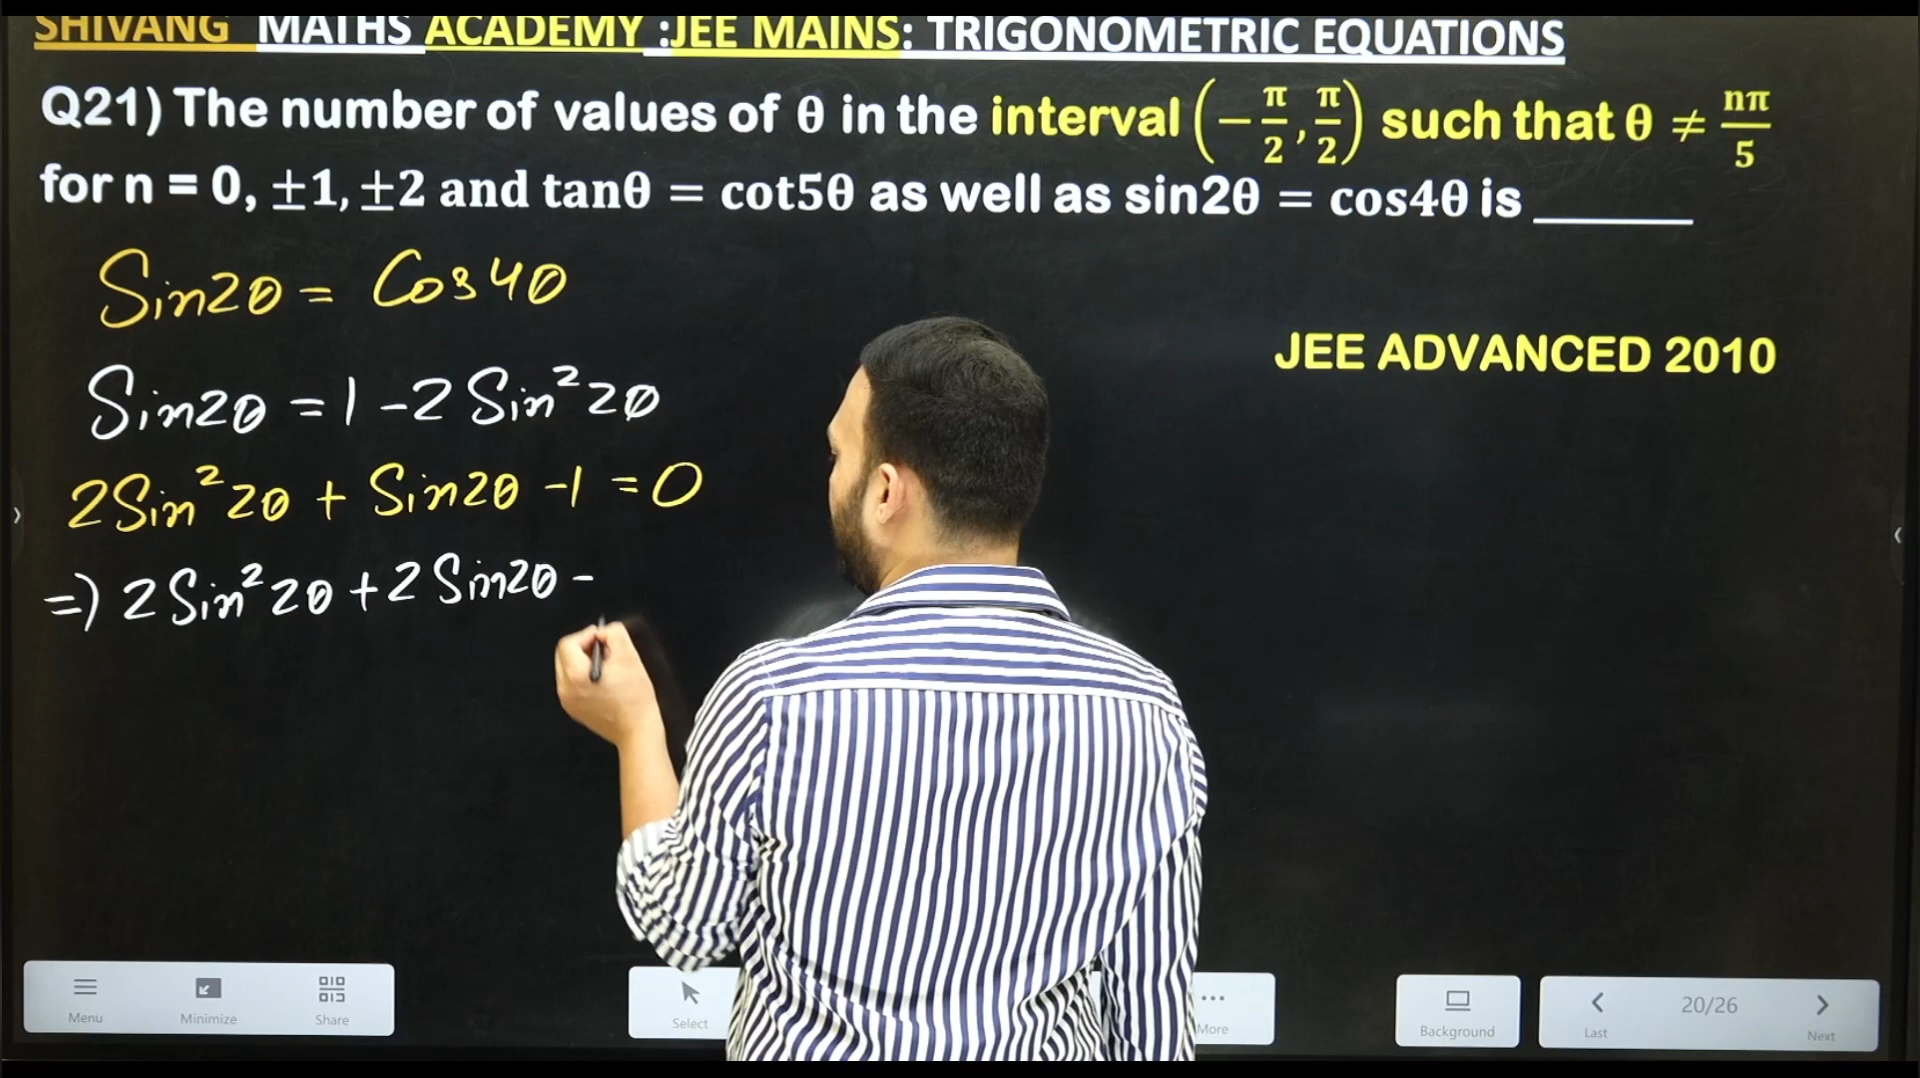 SHIVANG MATHS ACADEMY :JEE MAINS: TRIGONOMETRIC EQUATIONS
Q21) The number of values of θ in the interval (−π/2, π/2) such that θ ≠ nπ/5
for n = 0, ±1, ±2 and tanθ = cot5θ as well as sin2θ = cos4θ is ______
Sin2θ = Cos4θ
JEE ADVANCED 2010
Sin2θ = 1 - 2 Sin²2θ
2Sin²2θ + Sin2θ - 1 = 0
=) 2 Sin²2θ + 2 Sin2θ -
Menu Minimize Share Select More Background Last 20/26 Next